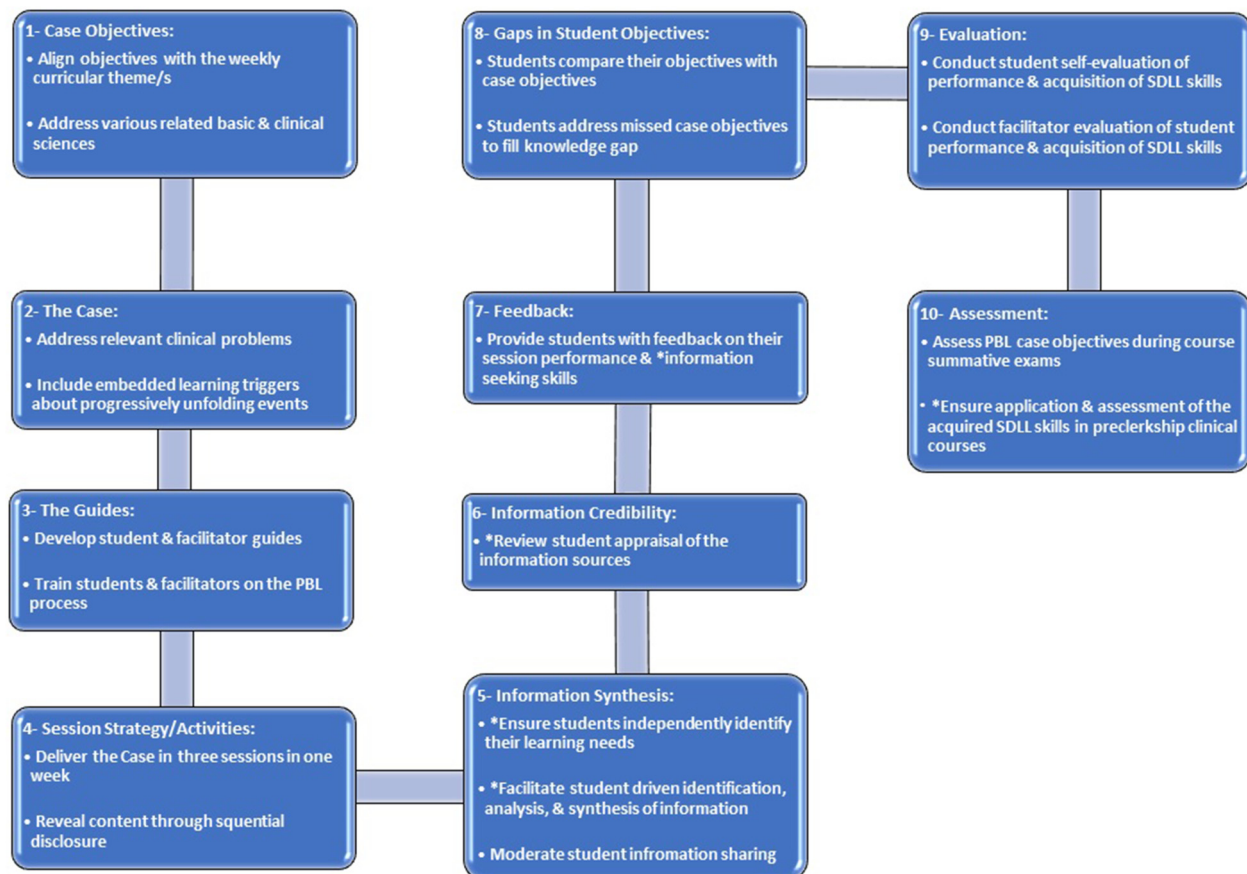 1- Case Objectives:
• Align objectives with the weekly
curricular theme/s
• Address various related basic & clinical
sciences
2- The Case:
• Address relevant clinical problems
• Include embedded learning triggers
about progressively unfolding events
3- The Guides:
• Develop student & facilitator guides
• Train students & facilitators on the PBL
process
4- Session Strategy/Activities:
• Deliver the Case in three sessions in one
week
• Reveal content through squential
disclosure
5- Information Synthesis:
• *Ensure students independently identify
their learning needs
• *Facilitate student driven identification,
analysis, & synthesis of information
• Moderate student infromation sharing
6- Information Credibility:
• *Review student appraisal of the
information sources
7- Feedback:
• Provide students with feedback on their
session performance & *information
seeking skills
8- Gaps in Student Objectives:
• Students compare their objectives with
case objectives
• Students address missed case objectives
to fill knowledge gap
9- Evaluation:
• Conduct student self-evaluation of
performance & acquisition of SDLL skills
• Conduct facilitator evaluation of student
performance & acquisition of SDLL skills
10- Assessment:
• Assess PBL case objectives during course
summative exams
• *Ensure application & assessment of the
acquired SDLL skills in preclerkship clinical
courses